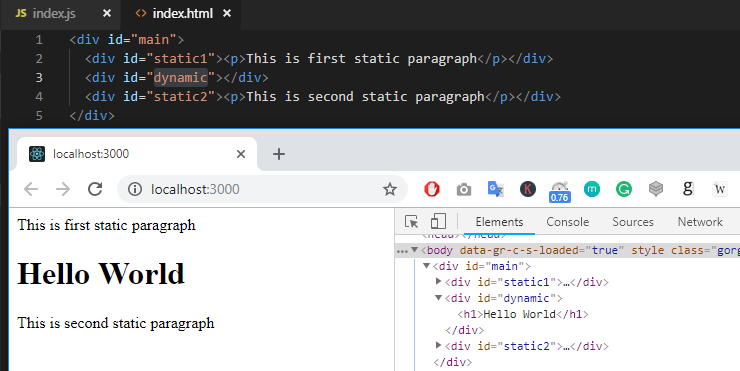 JS index.js × <> index.html ×
1 <div id="main">
2 <div id="static1"><p>This is first static paragraph</p></div>
3 <div id="dynamic"></div>
4 <div id="static2"><p>This is second static paragraph</p></div>
5 </div>
localhost:3000 × +
localhost:3000 K 0.76 m G g W
This is first static paragraph
Hello World
This is second static paragraph
Elements Console Sources Network
<head></head>
…▼<body data-gr-c-s-loaded="true" style class="gorg
▼<div id="main">
▶<div id="static1">…</div>
▼<div id="dynamic">
<h1>Hello World</h1>
</div>
▶<div id="static2">…</div>
</div>